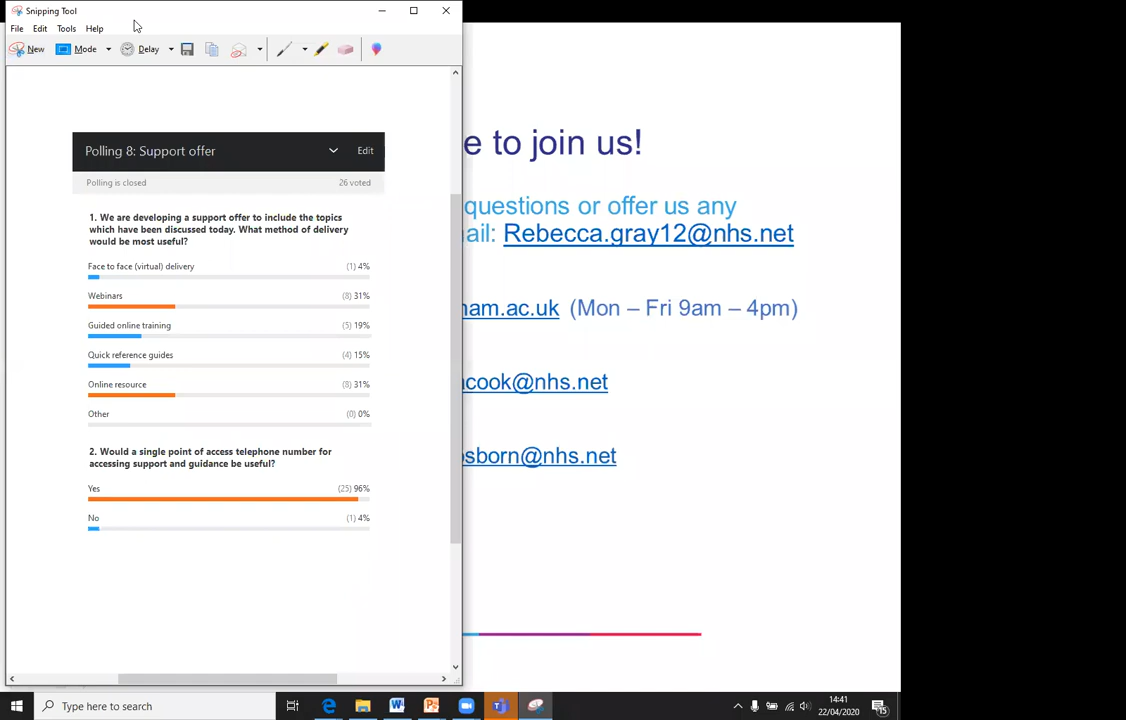 Snipping Tool
File Edit Tools Help
New Mode Delay
Polling 8: Support offer Edit
Polling is closed 26 voted
1. We are developing a support offer to include the topics
which have been discussed today. What method of delivery
would be most useful?
Face to face (virtual) delivery (1) 4%
Webinars (8) 31%
Guided online training (5) 19%
Quick reference guides (4) 15%
Online resource (8) 31%
Other (0) 0%
2. Would a single point of access telephone number for
accessing support and guidance be useful?
Yes (25) 96%
No (1) 4%
e to join us!
questions or offer us any
ail: Rebecca.gray12@nhs.net
ham.ac.uk (Mon – Fri 9am – 4pm)
cook@nhs.net
osborn@nhs.net
Type here to search
14:41
22/04/2020
15